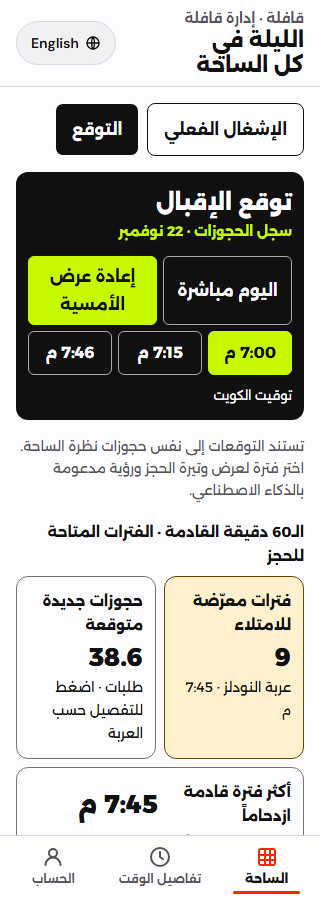 قافلة · إدارة قافلة
الليلة في
كل الساحة
English
الإشغال الفعلي
التوقع
توقع الإقبال
سجل الحجوزات · 22 نوفمبر
اليوم مباشرة
إعادة عرض
الأمسية
7:00 م
7:15 م
7:46 م
توقيت الكويت
تستند التوقعات إلى نفس حجوزات نظرة الساحة.
اختر فترة لعرض وتيرة الحجز ورؤية مدعومة
بالذكاء الاصطناعي.
الـ60 دقيقة القادمة · الفترات المتاحة
للحجز
فترات معرّضة
للامتلاء
9
عربة النودلز · 7:45
م
حجوزات جديدة
متوقعة
38.6
طلبات · اضغط
للتفصيل حسب
العربة
أكثر فترة قادمة
ازدحاماً
7:45 م
الساحة
تفاصيل الوقت
الحساب